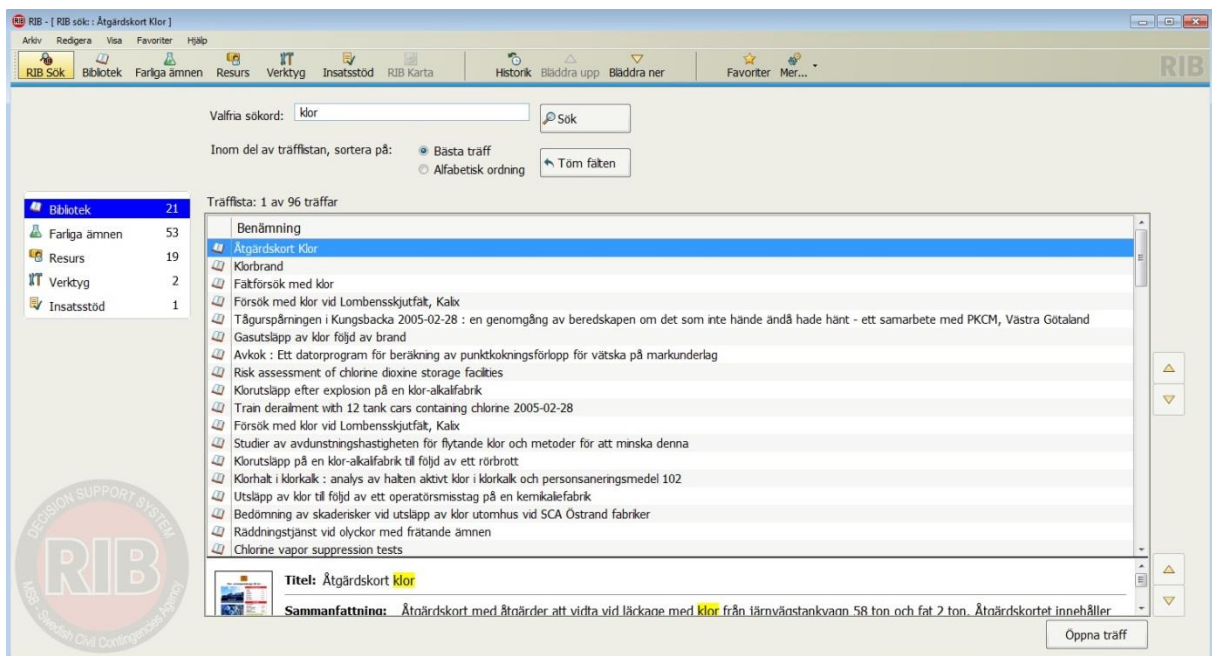 RIB - [ RIB sök: : Åtgärdskort Klor ]
Arkiv Redigera Visa Favoriter Hjälp
RIB Sök Bibliotek Farliga ämnen Resurs Verktyg Insatsstöd RIB Karta Historik Bläddra upp Bläddra ner Favoriter Mer... RIB
Valfria sökord: klor Sök
Inom del av träfflistan, sortera på: Bästa träff
Alfabetisk ordning
Töm fälten
Bibliotek 21
Farliga ämnen 53
Resurs 19
Verktyg 2
Insatsstöd 1
Träfflista: 1 av 96 träffar
Benämning
Åtgärdskort Klor
Klorbrand
Fältförsök med klor
Försök med klor vid Lombensskjutfält, Kalix
Tågurspårningen i Kungsbacka 2005-02-28 : en genomgång av beredskapen om det som inte hände ändå hade hänt - ett samarbete med PKCM, Västra Götaland
Gasutsläpp av klor följd av brand
Avkok : Ett datorprogram för beräkning av punktkokningsförlopp för vätska på markunderlag
Risk assessment of chlorine dioxine storage facilities
Klorutsläpp efter explosion på en klor-alkalifabrik
Train derailment with 12 tank cars containing chlorine 2005-02-28
Försök med klor vid Lombensskjutfält, Kalix
Studier av avdunstningshastigheten för flytande klor och metoder för att minska denna
Klorutsläpp på en klor-alkalifabrik til följd av ett rörbrott
Klorhalt i klorkalk : analys av halten aktivt klor i klorkalk och personsaneringsmedel 102
Utsläpp av klor til följd av ett operatörsmisstag på en kemikaliefabrik
Bedömning av skaderisker vid utsläpp av klor utomhus vid SCA Östrand fabriker
Räddningstjänst vid olyckor med frätande ämnen
Chlorine vapor suppression tests
Titel: Åtgärdskort klor
Sammanfattning: Åtgärdskort med åtgärder att vidta vid läckage med klor från järnvägstankvagn 58 ton och fat 2 ton. Åtgärdskortet innehåller
Öppna träff
DECISION SUPPORT SYSTEM
RIB
MSB - Swedish Civil Contingencies Agency